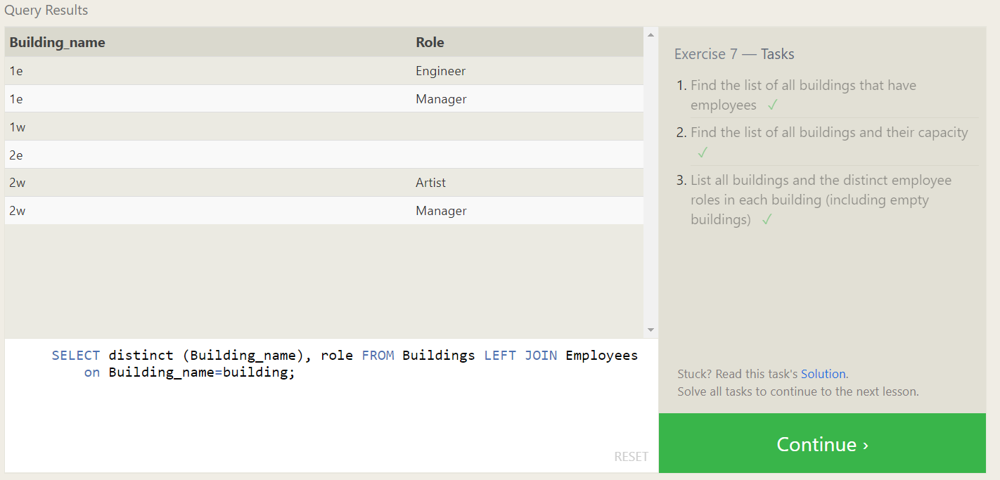 Query Results
Building_name Role
1e Engineer
1e Manager
1w
2e
2w Artist
2w Manager
SELECT distinct (Building_name), role FROM Buildings LEFT JOIN Employees
on Building_name=building;
RESET
Exercise 7 — Tasks
1. Find the list of all buildings that have
employees ✓
2. Find the list of all buildings and their capacity
✓
3. List all buildings and the distinct employee
roles in each building (including empty
buildings) ✓
Stuck? Read this task's Solution.
Solve all tasks to continue to the next lesson.
Continue ›